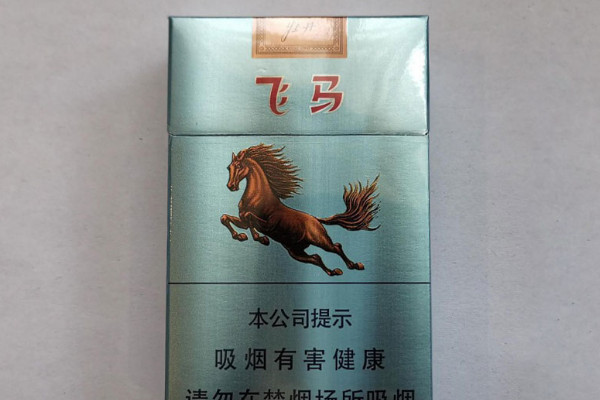 飞马
本公司提示
吸烟有害健康
请勿在禁烟场所吸烟